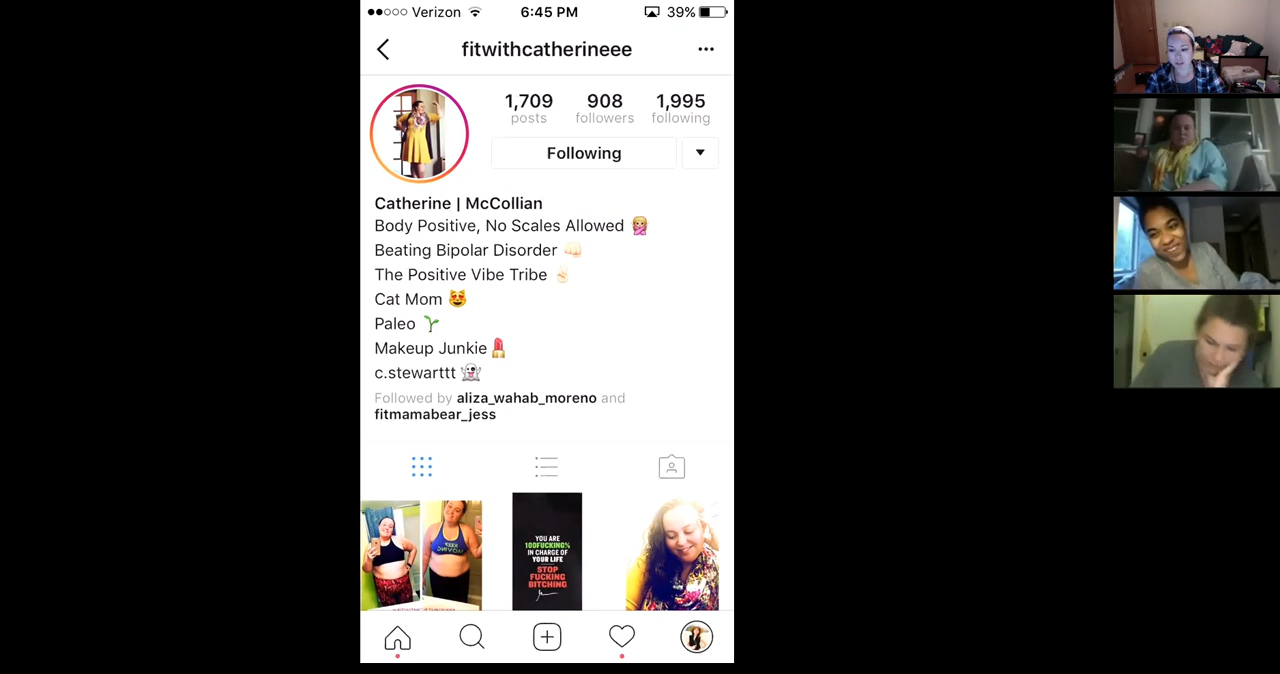 Verizon 6:45 PM 39%
fitwithcatherineee
1,709 908 1,995
posts followers following
Following
Catherine | McCollian
Body Positive, No Scales Allowed 🙅🏼
Beating Bipolar Disorder 👊🏻
The Positive Vibe Tribe ✌🏻
Cat Mom 😻
Paleo 🌱
Makeup Junkie 💄
c.stewarttt 👻
Followed by aliza_wahab_moreno and
fitmamabear_jess
YOU ARE
100FUCKING%
IN CHARGE OF
YOUR LIFE
STOP
FUCKING
BITCHING